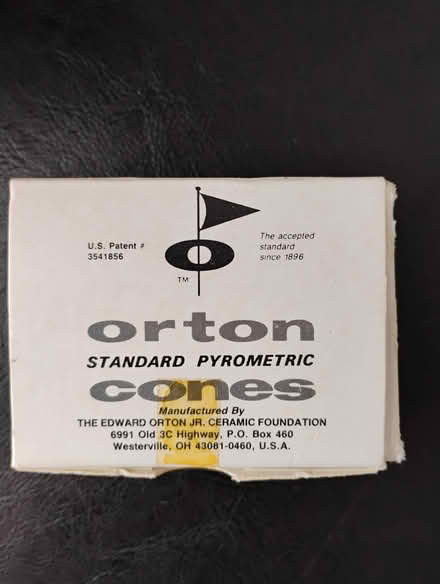 U.S. Patent #
3541856
The accepted
standard
since 1896
TM
orton
STANDARD PYROMETRIC
cones
Manufactured By
THE EDWARD ORTON JR. CERAMIC FOUNDATION
6991 Old 3C Highway, P.O. Box 460
Westerville, OH 43081-0460, U.S.A.